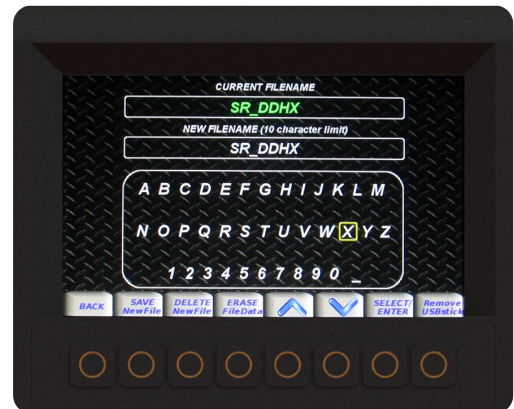 CURRENT FILENAME
SR_DDHX
NEW FILENAME (10 character limit)
SR_DDHX
A B C D E F G H I J K L M
N O P Q R S T U V W X Y Z
1 2 3 4 5 6 7 8 9 0 _
BACK
SAVE
NewFile
DELETE
NewFile
ERASE
FileData
SELECT/
ENTER
Remove
USBstick